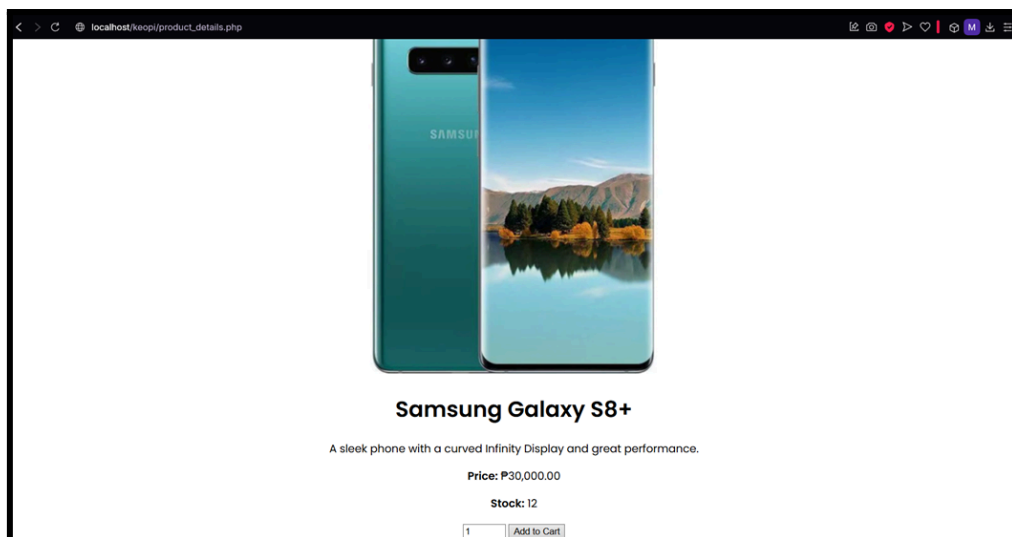 localhost/keopi/product_details.php
M
SAMSU
Samsung Galaxy S8+
A sleek phone with a curved Infinity Display and great performance.
Price: ₱30,000.00
Stock: 12
1 Add to Cart